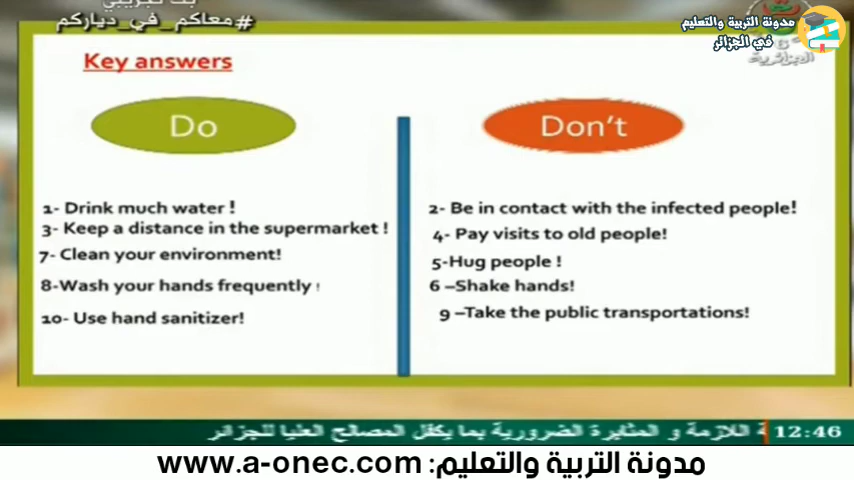 بث تجريبي
#معاكم_في_دياركم
مدونة التربية والتعليم
في الجزائر
الجزائرية
Key answers
Do
Don't
1- Drink much water !
3- Keep a distance in the supermarket !
7- Clean your environment!
8-Wash your hands frequently !
10- Use hand sanitizer!
2- Be in contact with the infected people!
4- Pay visits to old people!
5-Hug people !
6 –Shake hands!
9 –Take the public transportations!
اللازمة و المثابرة الضرورية بما يكفل المصالح العليا للجزائر
12:46
مدونة التربية والتعليم: www.a-onec.com